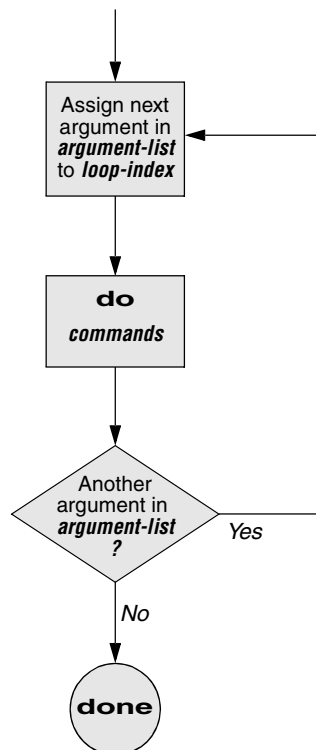 Assign next
argument in
argument-list
to loop-index
do
commands
Another
argument in
argument-list
?
Yes
No
done